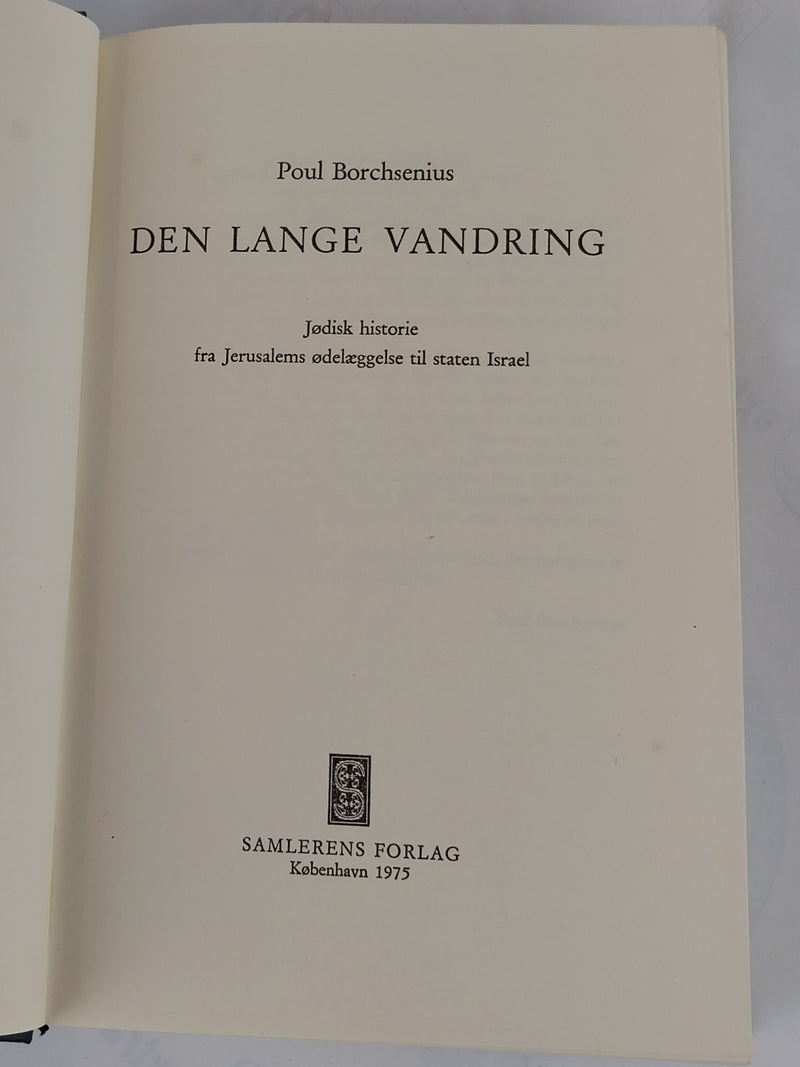 Poul Borchsenius
DEN LANGE VANDRING
Jødisk historie
fra Jerusalems ødelæggelse til staten Israel
S
SAMLERENS FORLAG
København 1975